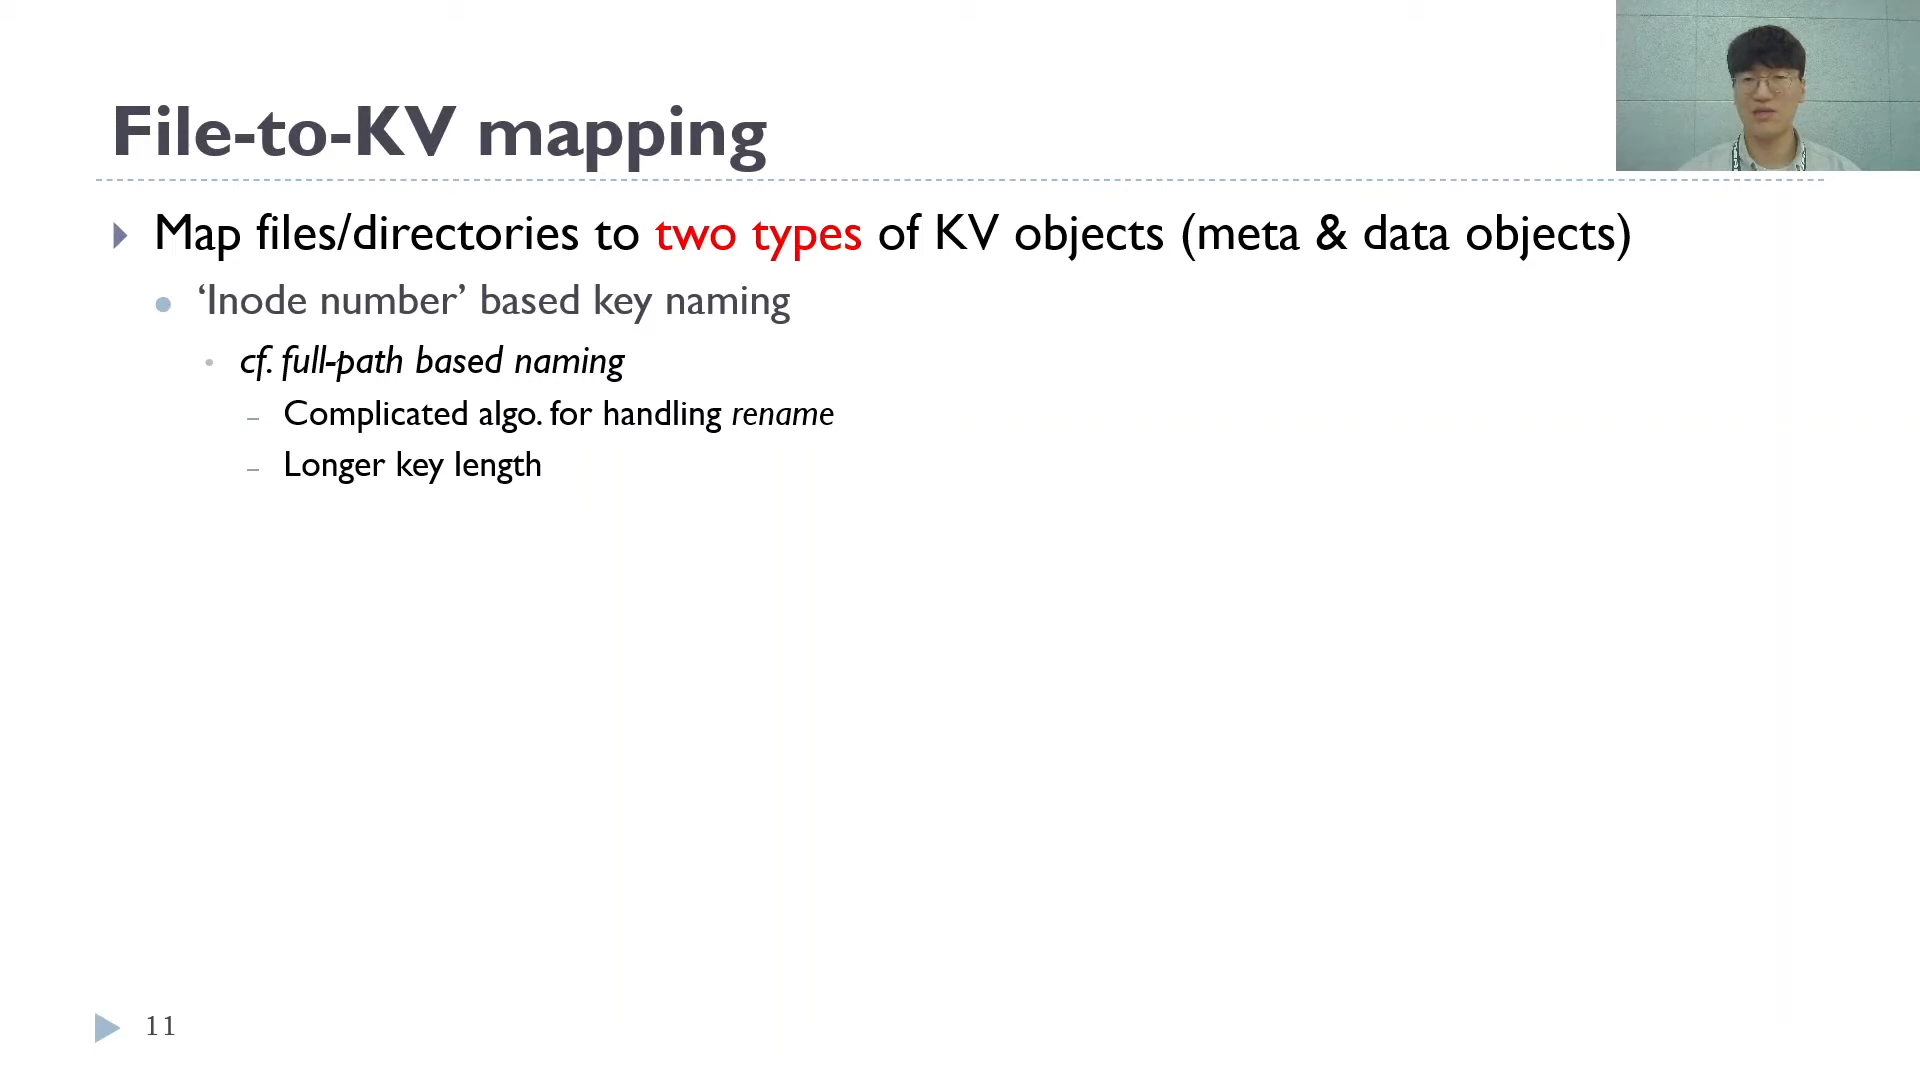 File-to-KV mapping
Map files/directories to two types of KV objects (meta & data objects)
‘Inode number’ based key naming
cf. full-path based naming
Complicated algo. for handling rename
Longer key length
11